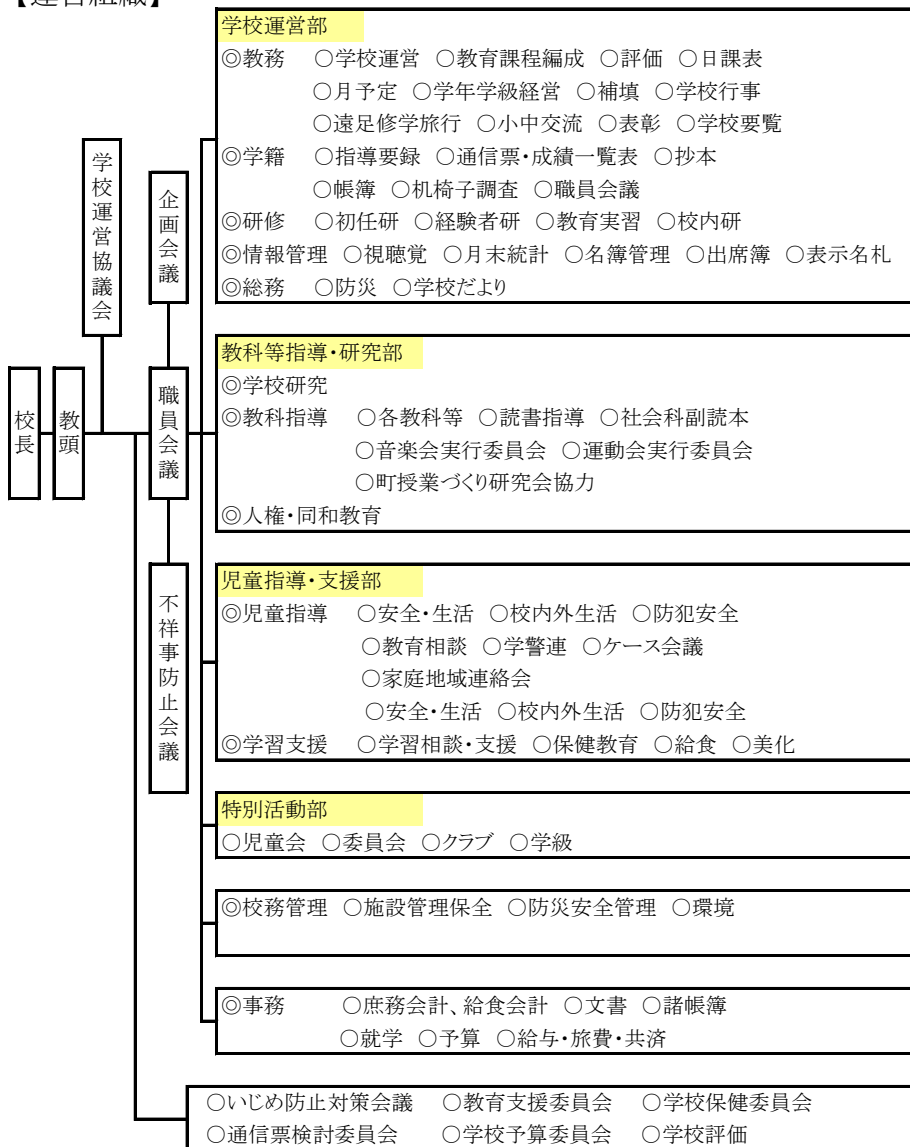 【運営組織】
校長
教頭
学校運営協議会
企画会議
職員会議
不祥事防止会議
学校運営部
◎教務 ○学校運営 ○教育課程編成 ○評価 ○日課表
○月予定 ○学年学級経営 ○補填 ○学校行事
○遠足修学旅行 ○小中交流 ○表彰 ○学校要覧
◎学籍 ○指導要録 ○通信票・成績一覧表 ○抄本
○帳簿 ○机椅子調査 ○職員会議
◎研修 ○初任研 ○経験者研 ○教育実習 ○校内研
◎情報管理 ○視聴覚 ○月末統計 ○名簿管理 ○出席簿 ○表示名札
◎総務 ○防災 ○学校だより
教科等指導・研究部
◎学校研究
◎教科指導 ○各教科等 ○読書指導 ○社会科副読本
○音楽会実行委員会 ○運動会実行委員会
○町授業づくり研究会協力
◎人権・同和教育
児童指導・支援部
◎児童指導 ○安全・生活 ○校内外生活 ○防犯安全
○教育相談 ○学警連 ○ケース会議
○家庭地域連絡会
○安全・生活 ○校内外生活 ○防犯安全
◎学習支援 ○学習相談・支援 ○保健教育 ○給食 ○美化
特別活動部
○児童会 ○委員会 ○クラブ ○学級
◎校務管理 ○施設管理保全 ○防災安全管理 ○環境
◎事務 ○庶務会計、給食会計 ○文書 ○諸帳簿
○就学 ○予算 ○給与・旅費・共済
○いじめ防止対策会議 ○教育支援委員会 ○学校保健委員会
○通信票検討委員会 ○学校予算委員会 ○学校評価